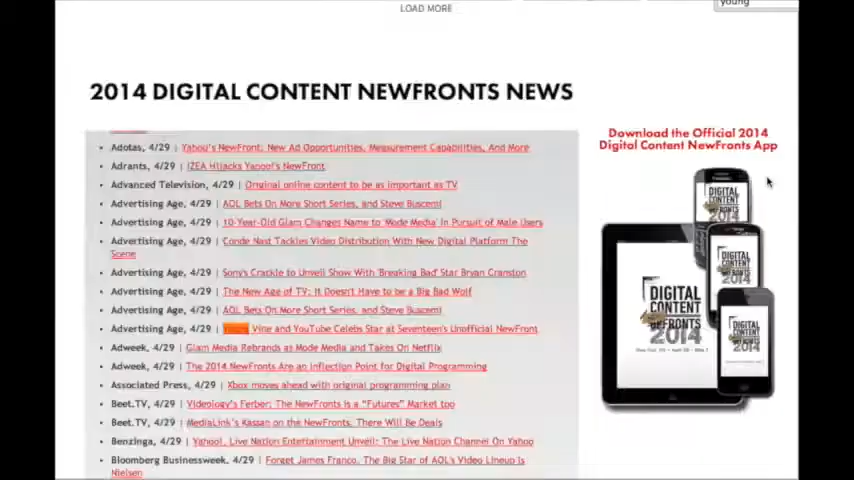 LOAD MORE
young
2014 DIGITAL CONTENT NEWFRONTS NEWS
Download the Official 2014
Digital Content NewFronts App
• Adotas, 4/29 | Yahoo's NewFront: New Ad Opportunities, Measurement Capabilities, And More
• Adrants, 4/29 | IZEA Hijacks Yahoo!'s NewFront
• Advanced Television, 4/29 | Original online content to be as important as TV
• Advertising Age, 4/29 | AOL Bets On More Short Series, and Steve Buscemi
• Advertising Age, 4/29 | 10-Year-Old Glam Changes Name to 'Mode Media' in Pursuit of Male Users
• Advertising Age, 4/29 | Conde Nast Tackles Video Distribution With New Digital Platform The
Scene
• Advertising Age, 4/29 | Sony's Crackle to Unveil Show With 'Breaking Bad' Star Bryan Cranston
• Advertising Age, 4/29 | The New Age of TV: It Doesn't Have to be a Big Bad Wolf
• Advertising Age, 4/29 | AOL Bets On More Short Series, and Steve Buscemi
• Advertising Age, 4/29 | Young Vine and YouTube Celebs Star at Seventeen's Unofficial NewFront
• Adweek, 4/29 | Glam Media Rebrands as Mode Media and Takes On Netflix
• Adweek, 4/29 | The 2014 NewFronts Are an Inflection Point for Digital Programming
• Associated Press, 4/29 | Xbox moves ahead with original programming plan
• Beet.TV, 4/29 | Videology's Ferber: The NewFronts is a "Futures" Market too
• Beet.TV, 4/29 | MediaLink's Kassan on the NewFronts, There Will Be Deals
• Benzinga, 4/29 | Yahoo!, Live Nation Entertainment Unveil: The Live Nation Channel On Yahoo
• Bloomberg Businessweek, 4/29 | Forget James Franco. The Big Star of AOL's Video Lineup Is
Nielsen
DIGITAL
CONTENT
2014
DIGITAL
CONTENT
2014
DIGITAL
CONTENT
UPFRONTS
2014
DIGITAL
CONTENT
2014